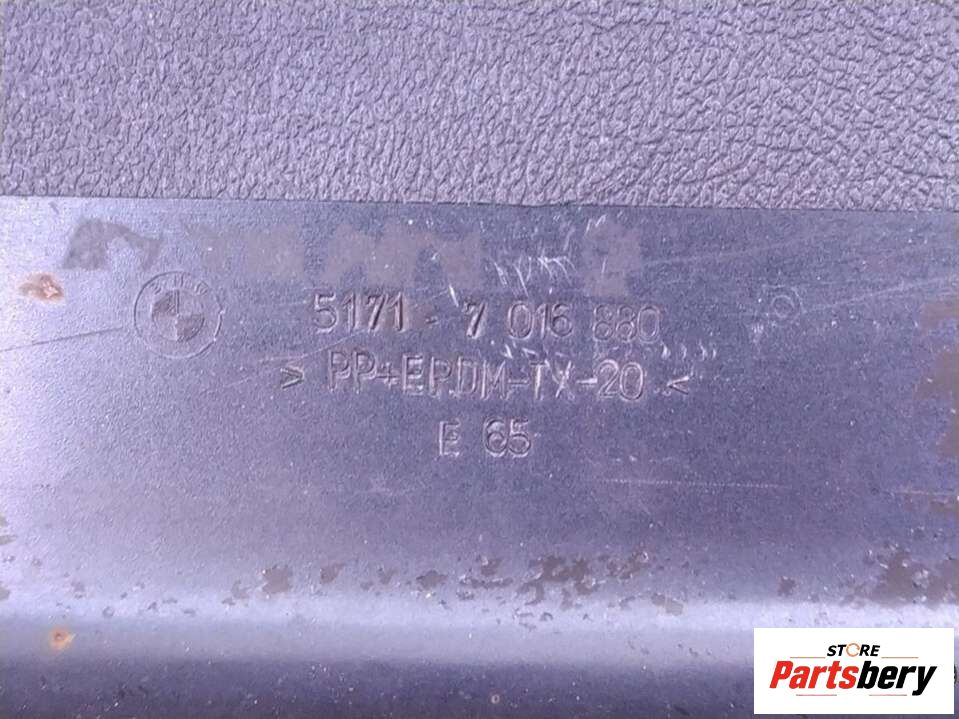 5171 - 7 016 880
> PP+EPDM-TX-20 <
E 65
STORE
Partsbery